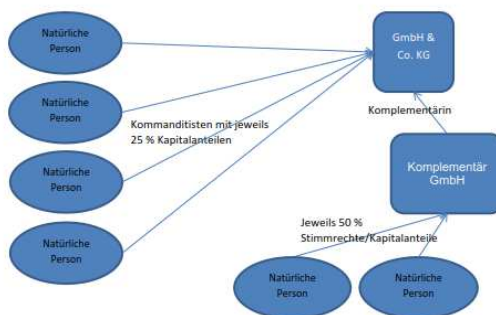 Natürliche
Person
GmbH &
Co. KG
Natürliche
Person
Kommanditisten mit jeweils
25 % Kapitalanteilen
Komplementärin
Natürliche
Person
Komplementär
GmbH
Natürliche
Person
Jeweils 50 %
Stimmrechte/Kapitalanteile
Natürliche
Person
Natürliche
Person